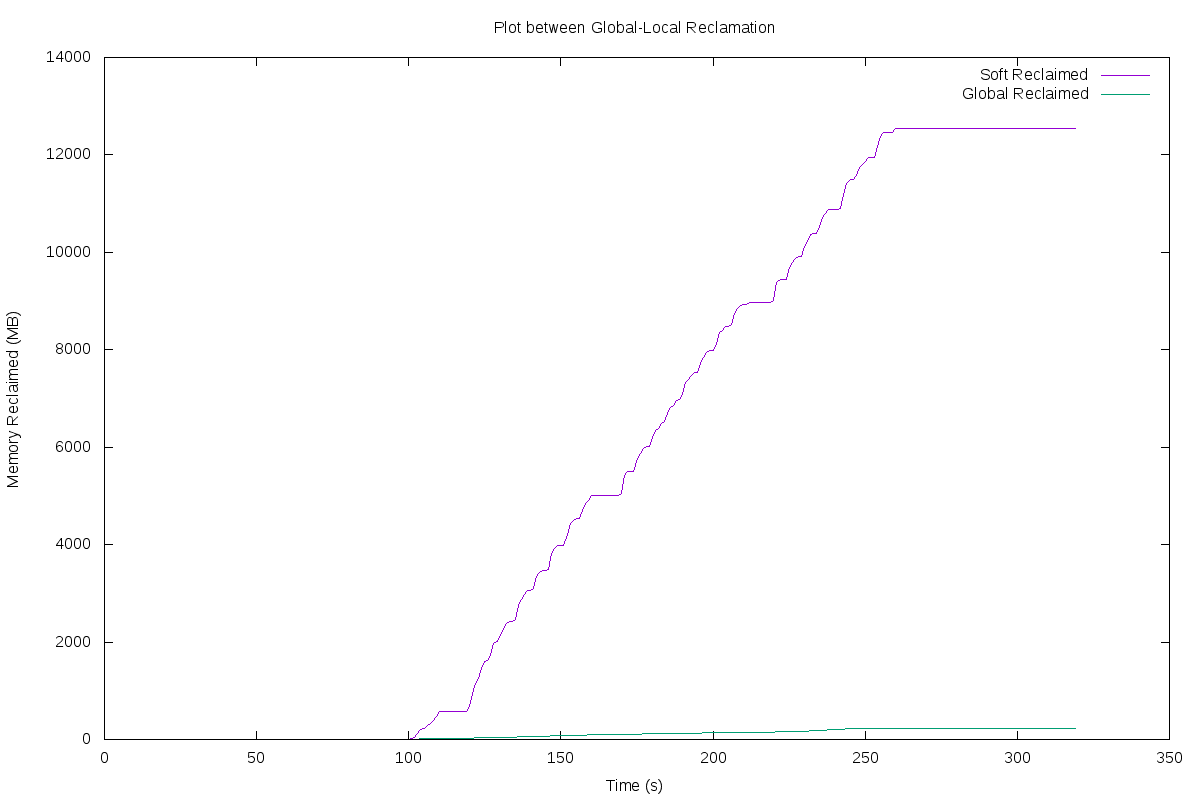 Plot between Global-Local Reclamation
14000
12000
10000
8000
6000
4000
2000
0
0 50 100 150 200 250 300 350
Memory Reclaimed (MB)
Time (s)
Soft Reclaimed
Global Reclaimed